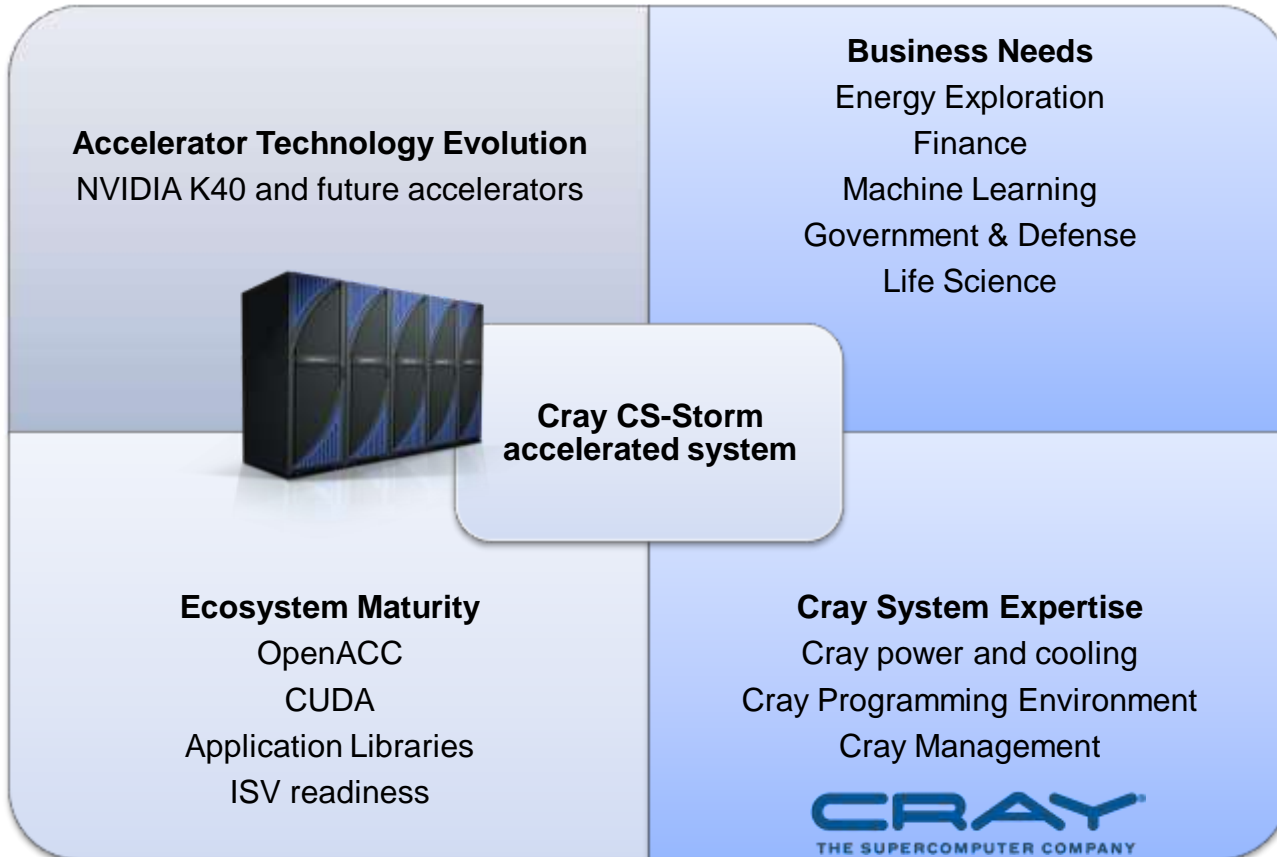 Accelerator Technology Evolution
NVIDIA K40 and future accelerators
Business Needs
Energy Exploration
Finance
Machine Learning
Government & Defense
Life Science
Cray CS-Storm
accelerated system
Ecosystem Maturity
OpenACC
CUDA
Application Libraries
ISV readiness
Cray System Expertise
Cray power and cooling
Cray Programming Environment
Cray Management
CRAY
THE SUPERCOMPUTER COMPANY